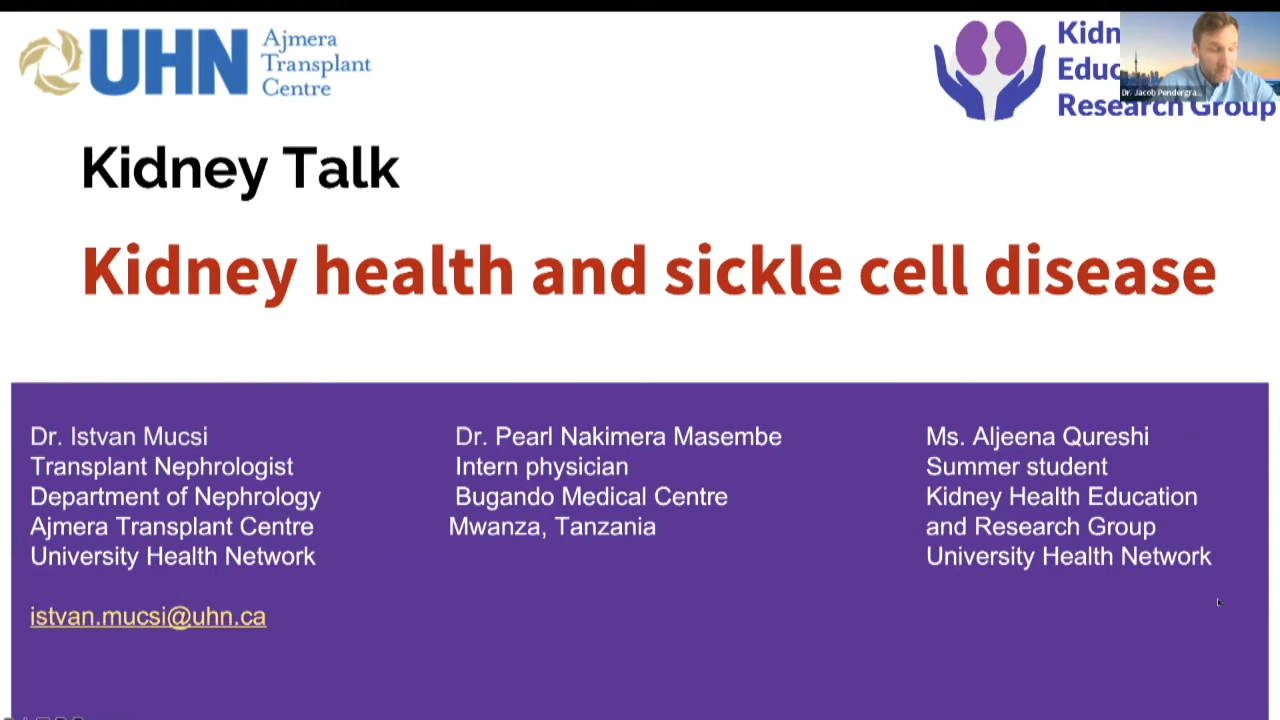 UHN
Ajmera
Transplant
Centre
Research Group
Dr. Jacob Pendergra...
Kidney Talk
Kidney health and sickle cell disease
Dr. Istvan Mucsi
Transplant Nephrologist
Department of Nephrology
Ajmera Transplant Centre
University Health Network
istvan.mucsi@uhn.ca
Dr. Pearl Nakimera Masembe
Intern physician
Bugando Medical Centre
Mwanza, Tanzania
Ms. Aljeena Qureshi
Summer student
Kidney Health Education
and Research Group
University Health Network